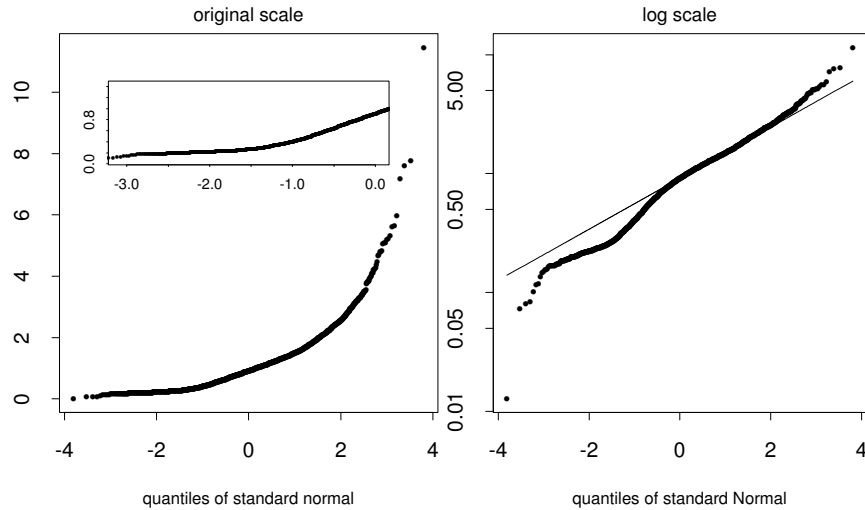 original scale
log scale
10
8
6
4
2
0
0.8
0.0
-3.0 -2.0 -1.0 0.0
-4 -2 0 2 4
quantiles of standard normal
5.00
0.50
0.05
0.01
-4 -2 0 2 4
quantiles of standard Normal